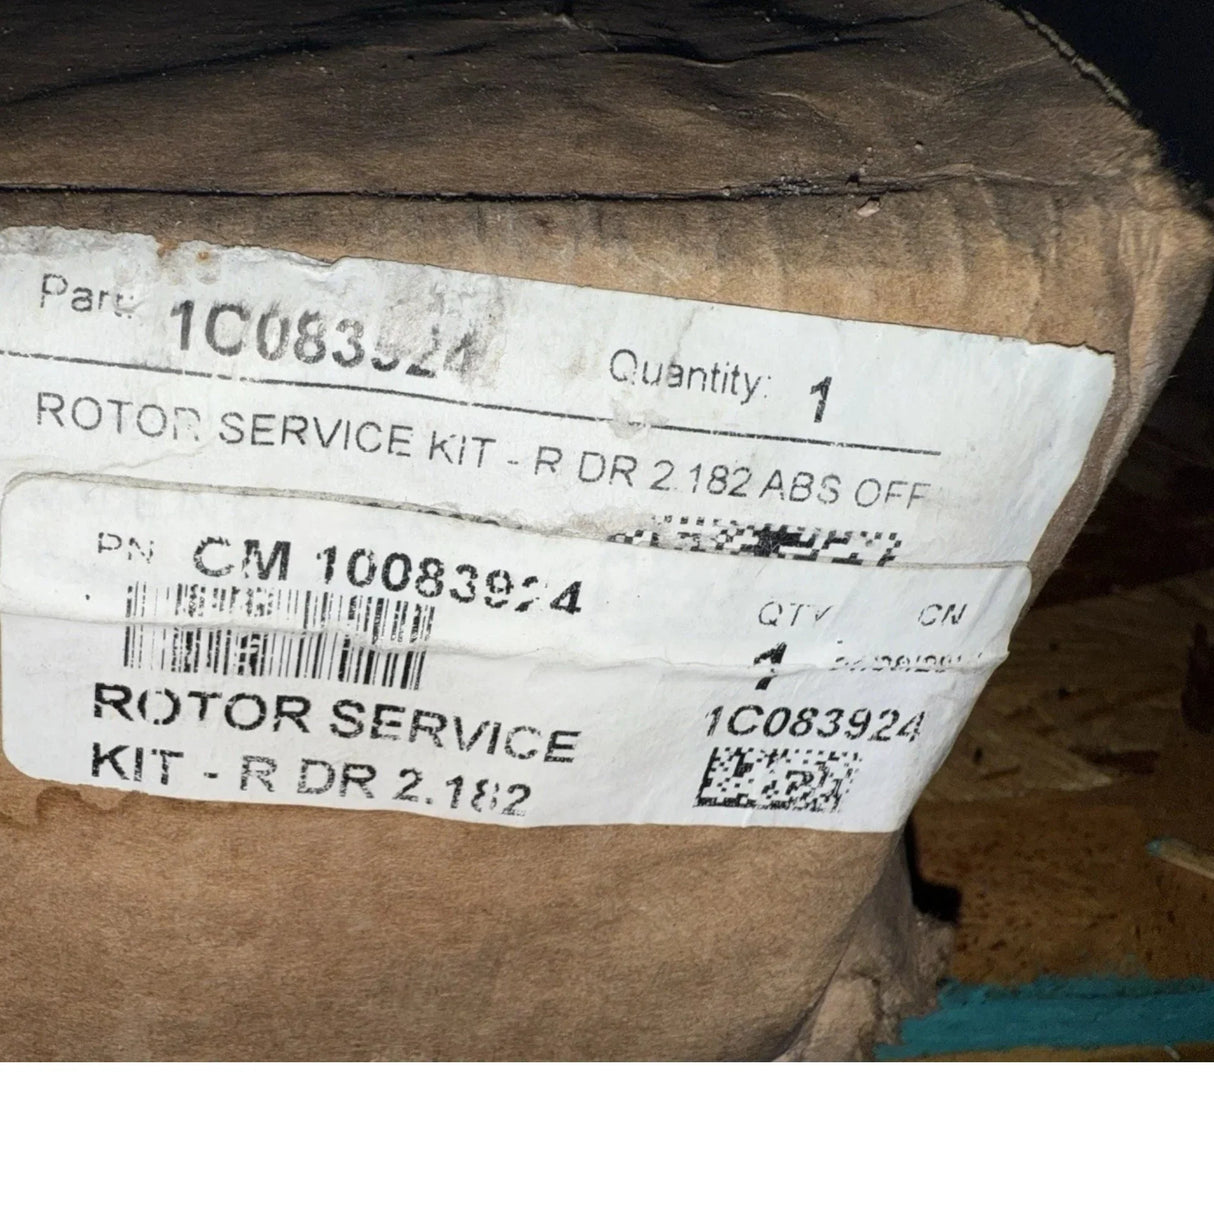 Part: 1C083924 Quantity: 1
ROTOR SERVICE KIT - R DR 2.182 ABS OFF
PN CM 10083924
QTY CN
1
ROTOR SERVICE
1C083924
KIT - R DR 2.182